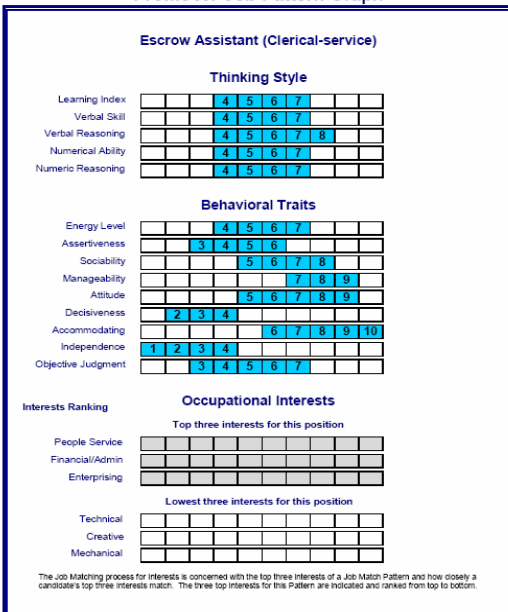 Escrow Assistant (Clerical-service)
Thinking Style
Learning Index 4 5 6 7
Verbal Skill 4 5 6 7
Verbal Reasoning 4 5 6 7 8
Numerical Ability 4 5 6 7
Numeric Reasoning 4 5 6 7
Behavioral Traits
Energy Level 4 5 6 7
Assertiveness 3 4 5 6
Sociability 5 6 7 8
Manageability 7 8 9
Attitude 5 6 7 8 9
Decisiveness 2 3 4
Accommodating 6 7 8 9 10
Independence 1 2 3 4
Objective Judgment 3 4 5 6 7
Interests Ranking Occupational Interests
Top three interests for this position
People Service
Financial/Admin
Enterprising
Lowest three interests for this position
Technical
Creative
Mechanical
The Job Matching process for Interests is concerned with the top three interests of a Job Match Pattern and how closely a
candidate's top three interests match. The three top interests for this Pattern are indicated and ranked from top to bottom.